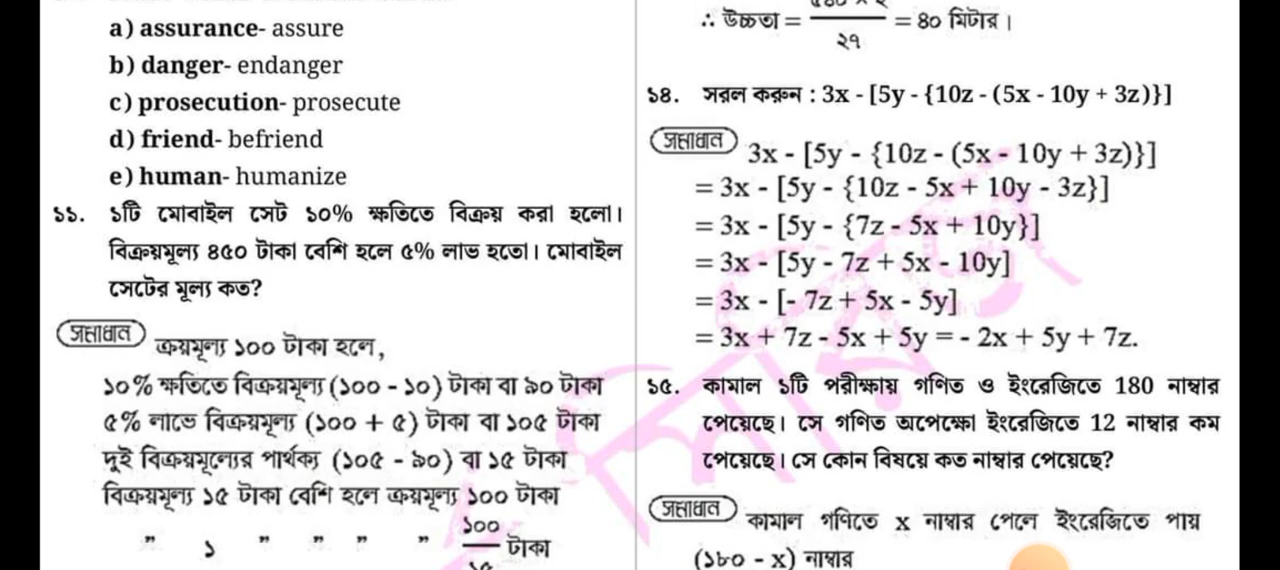 a) assurance- assure
b) danger- endanger
c) prosecution- prosecute
d) friend- befriend
e) human- humanize
১১. ১টি মোবাইল সেট ১০% ক্ষতিতে বিক্রয় করা হলো।
বিক্রয়মূল্য ৪৫০ টাকা বেশি হলে ৫% লাভ হতো। মোবাইল
সেটের মূল্য কত?
সমাধান ক্রয়মূল্য ১০০ টাকা হলে,
১০% ক্ষতিতে বিক্রয়মূল্য (১০০ - ১০) টাকা বা ৯০ টাকা
৫% লাভে বিক্রয়মূল্য (১০০ + ৫) টাকা বা ১০৫ টাকা
দুই বিক্রয়মূল্যের পার্থক্য (১০৫ - ৯০) বা ১৫ টাকা
বিক্রয়মূল্য ১৫ টাকা বেশি হলে ক্রয়মূল্য ১০০ টাকা
" ১ " " " " ১০০ টাকা
∴ উচ্চতা = ৫৪০ × ২ / ২৭ = ৪০ মিটার।
১৪. সরল করুন : 3x - [5y - {10z - (5x - 10y + 3z)}]
সমাধান 3x - [5y - {10z - (5x - 10y + 3z)}]
= 3x - [5y - {10z - 5x + 10y - 3z}]
= 3x - [5y - {7z - 5x + 10y}]
= 3x - [5y - 7z + 5x - 10y]
= 3x - [- 7z + 5x - 5y]
= 3x + 7z - 5x + 5y = - 2x + 5y + 7z.
১৫. কামাল ১টি পরীক্ষায় গণিত ও ইংরেজিতে 180 নাম্বার
পেয়েছে। সে গণিত অপেক্ষো ইংরেজিতে 12 নাম্বার কম
পেয়েছে। সে কোন বিষয়ে কত নাম্বার পেয়েছে?
সমাধান কামাল গণিতে x নাম্বার পেলে ইংরেজিতে পায়
(১৮০ - x) নাম্বার